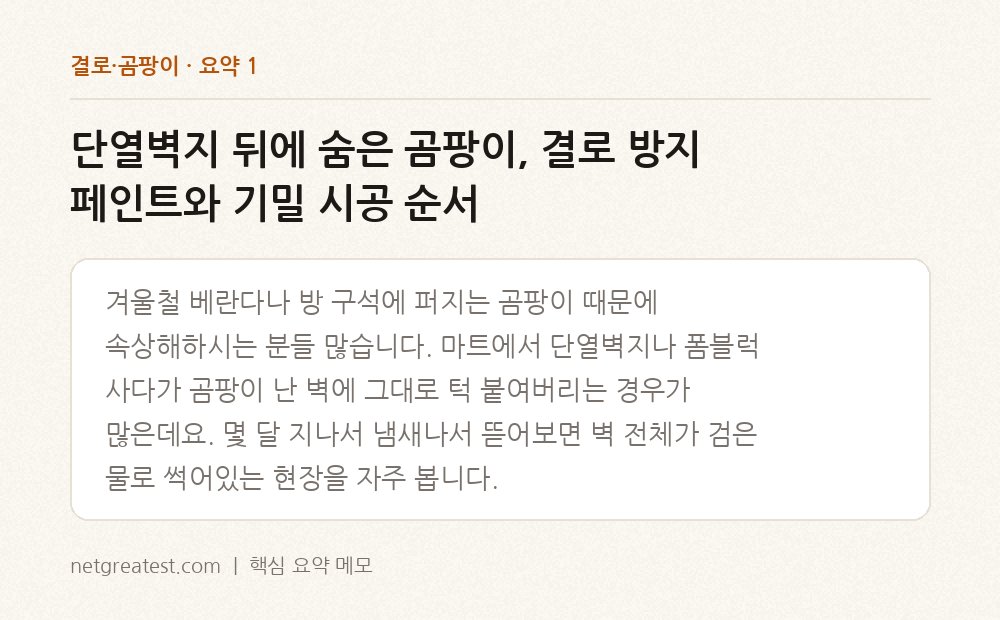 결로·곰팡이 · 요약 1
단열벽지 뒤에 숨은 곰팡이, 결로 방지
페인트와 기밀 시공 순서
겨울철 베란다나 방 구석에 퍼지는 곰팡이 때문에
속상해하시는 분들 많습니다. 마트에서 단열벽지나 폼블럭
사다가 곰팡이 난 벽에 그대로 턱 붙여버리는 경우가
많은데요. 몇 달 지나서 냄새나서 뜯어보면 벽 전체가 검은
물로 썩어있는 현장을 자주 봅니다.
netgreatest.com | 핵심 요약 메모